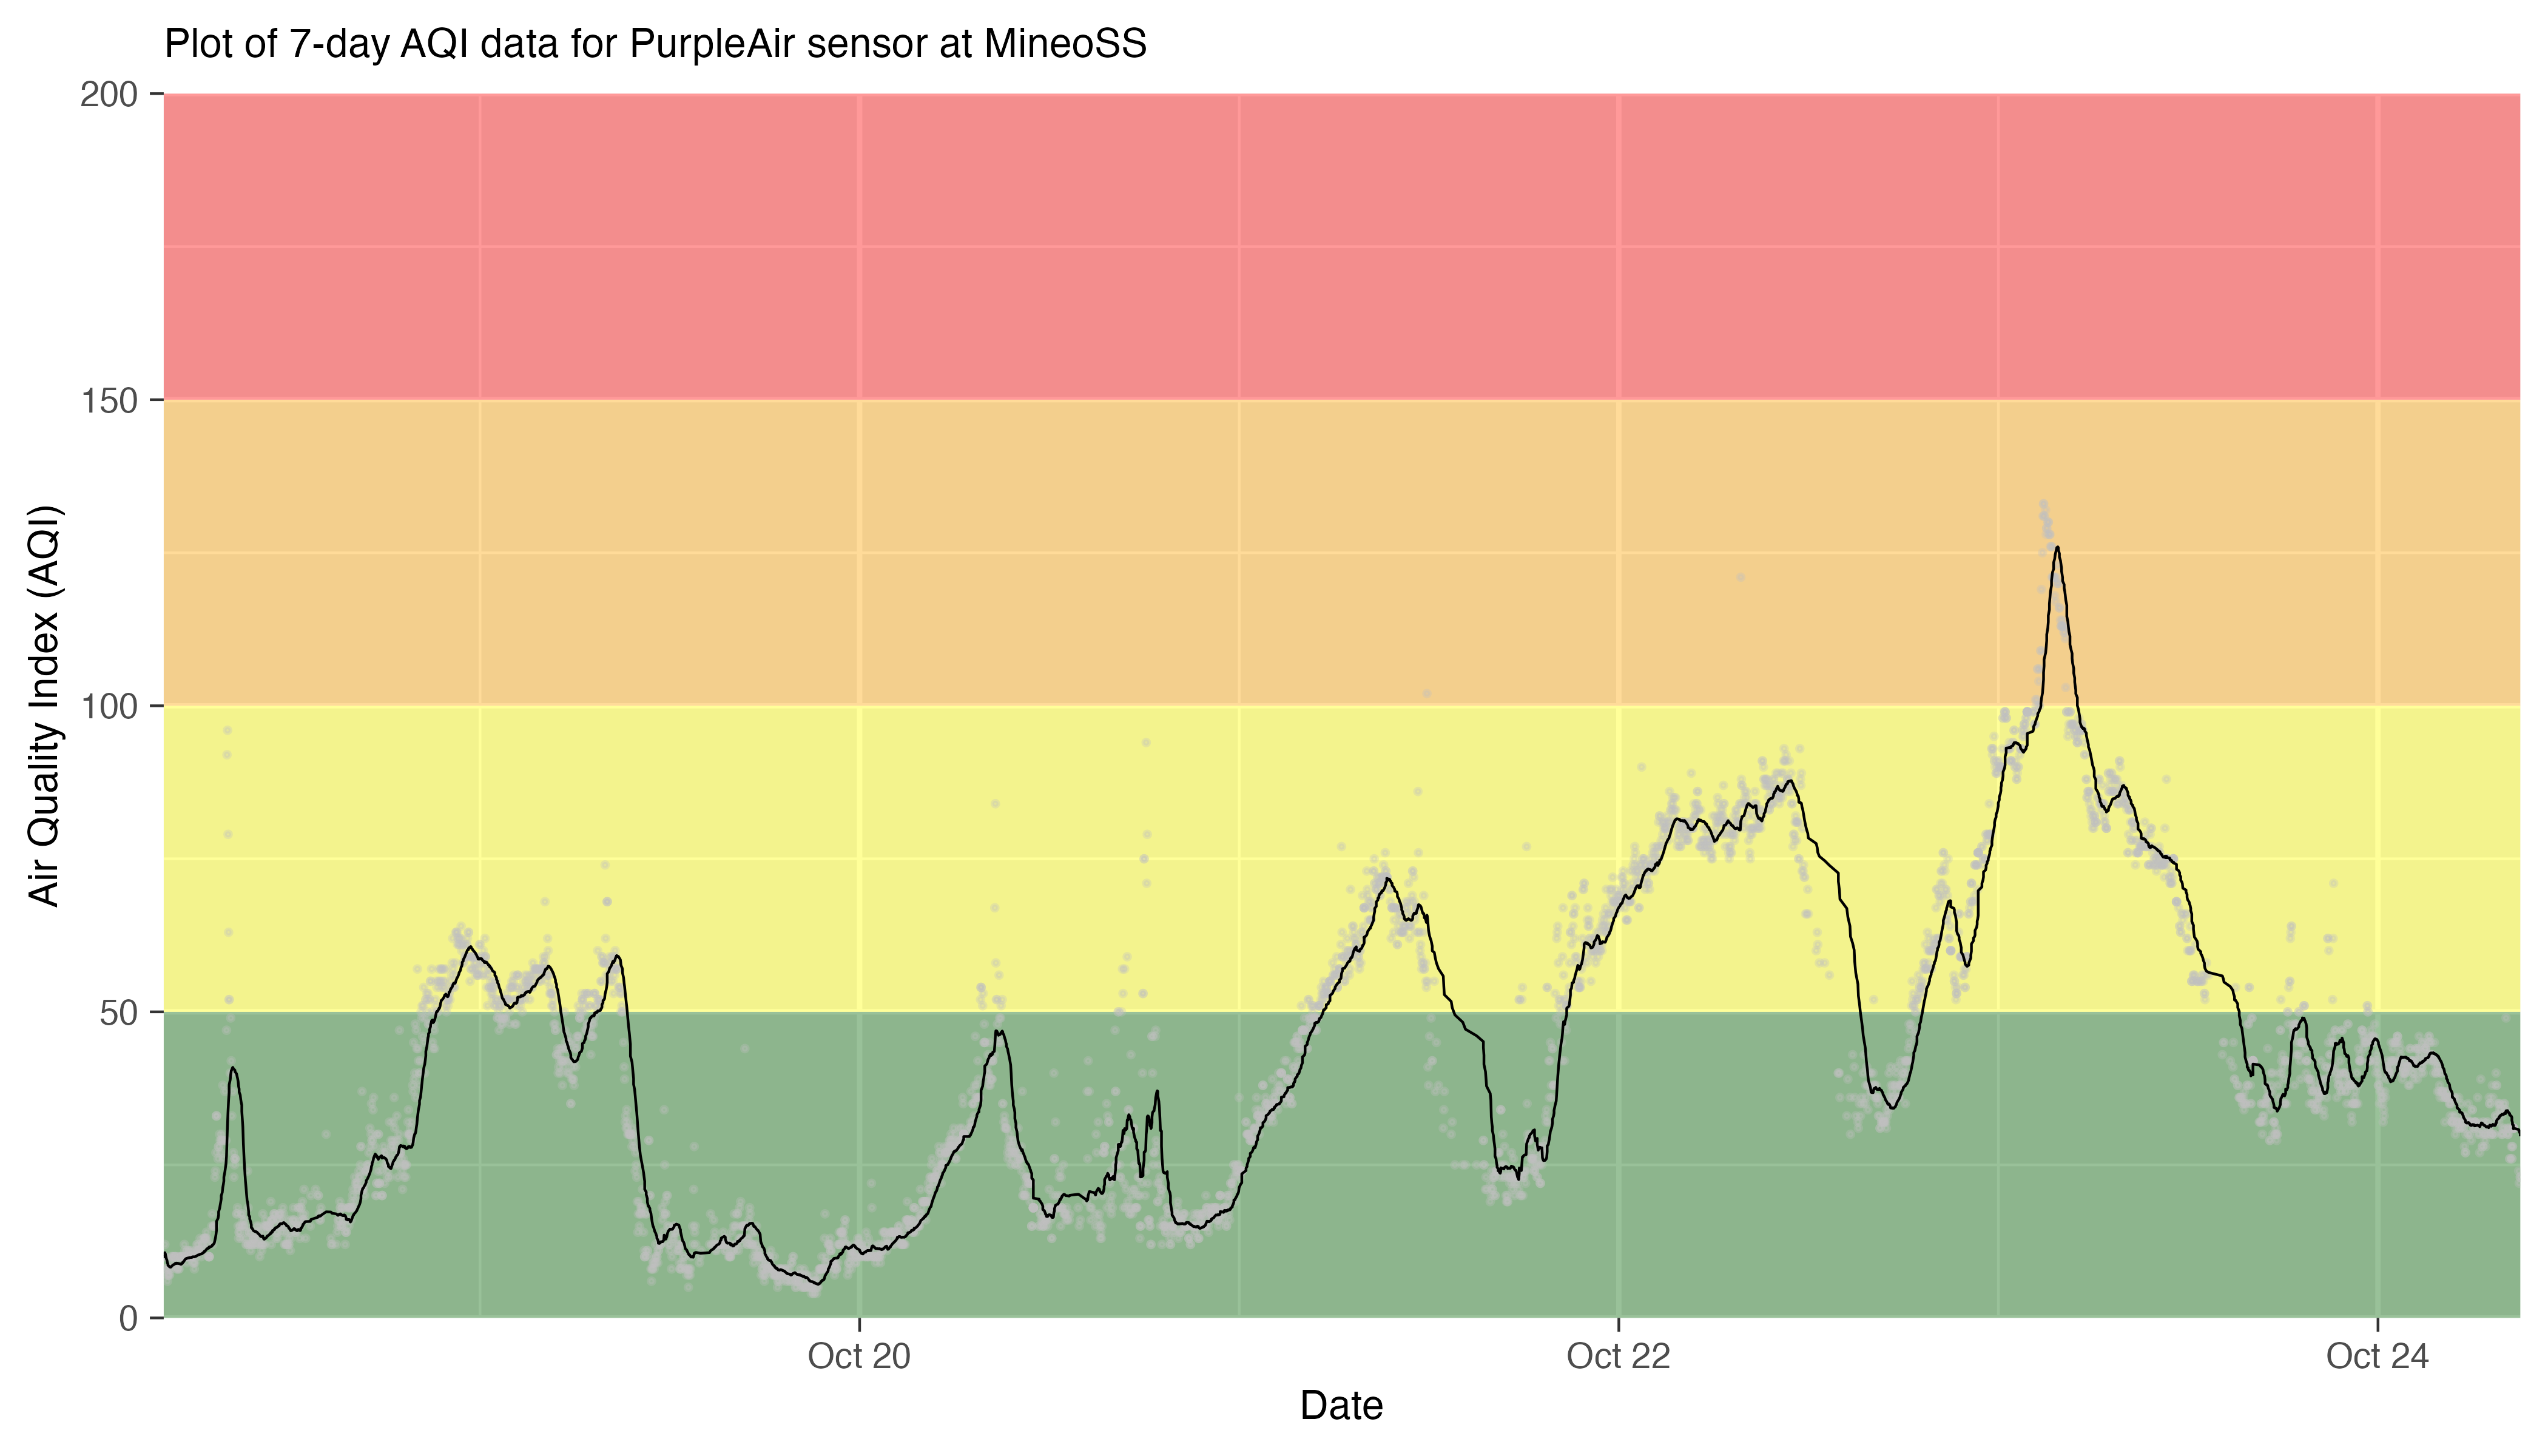 Plot of 7-day AQI data for PurpleAir sensor at MineoSS
200
150
100
50
0
Air Quality Index (AQI)
Oct 20
Oct 22
Oct 24
Date